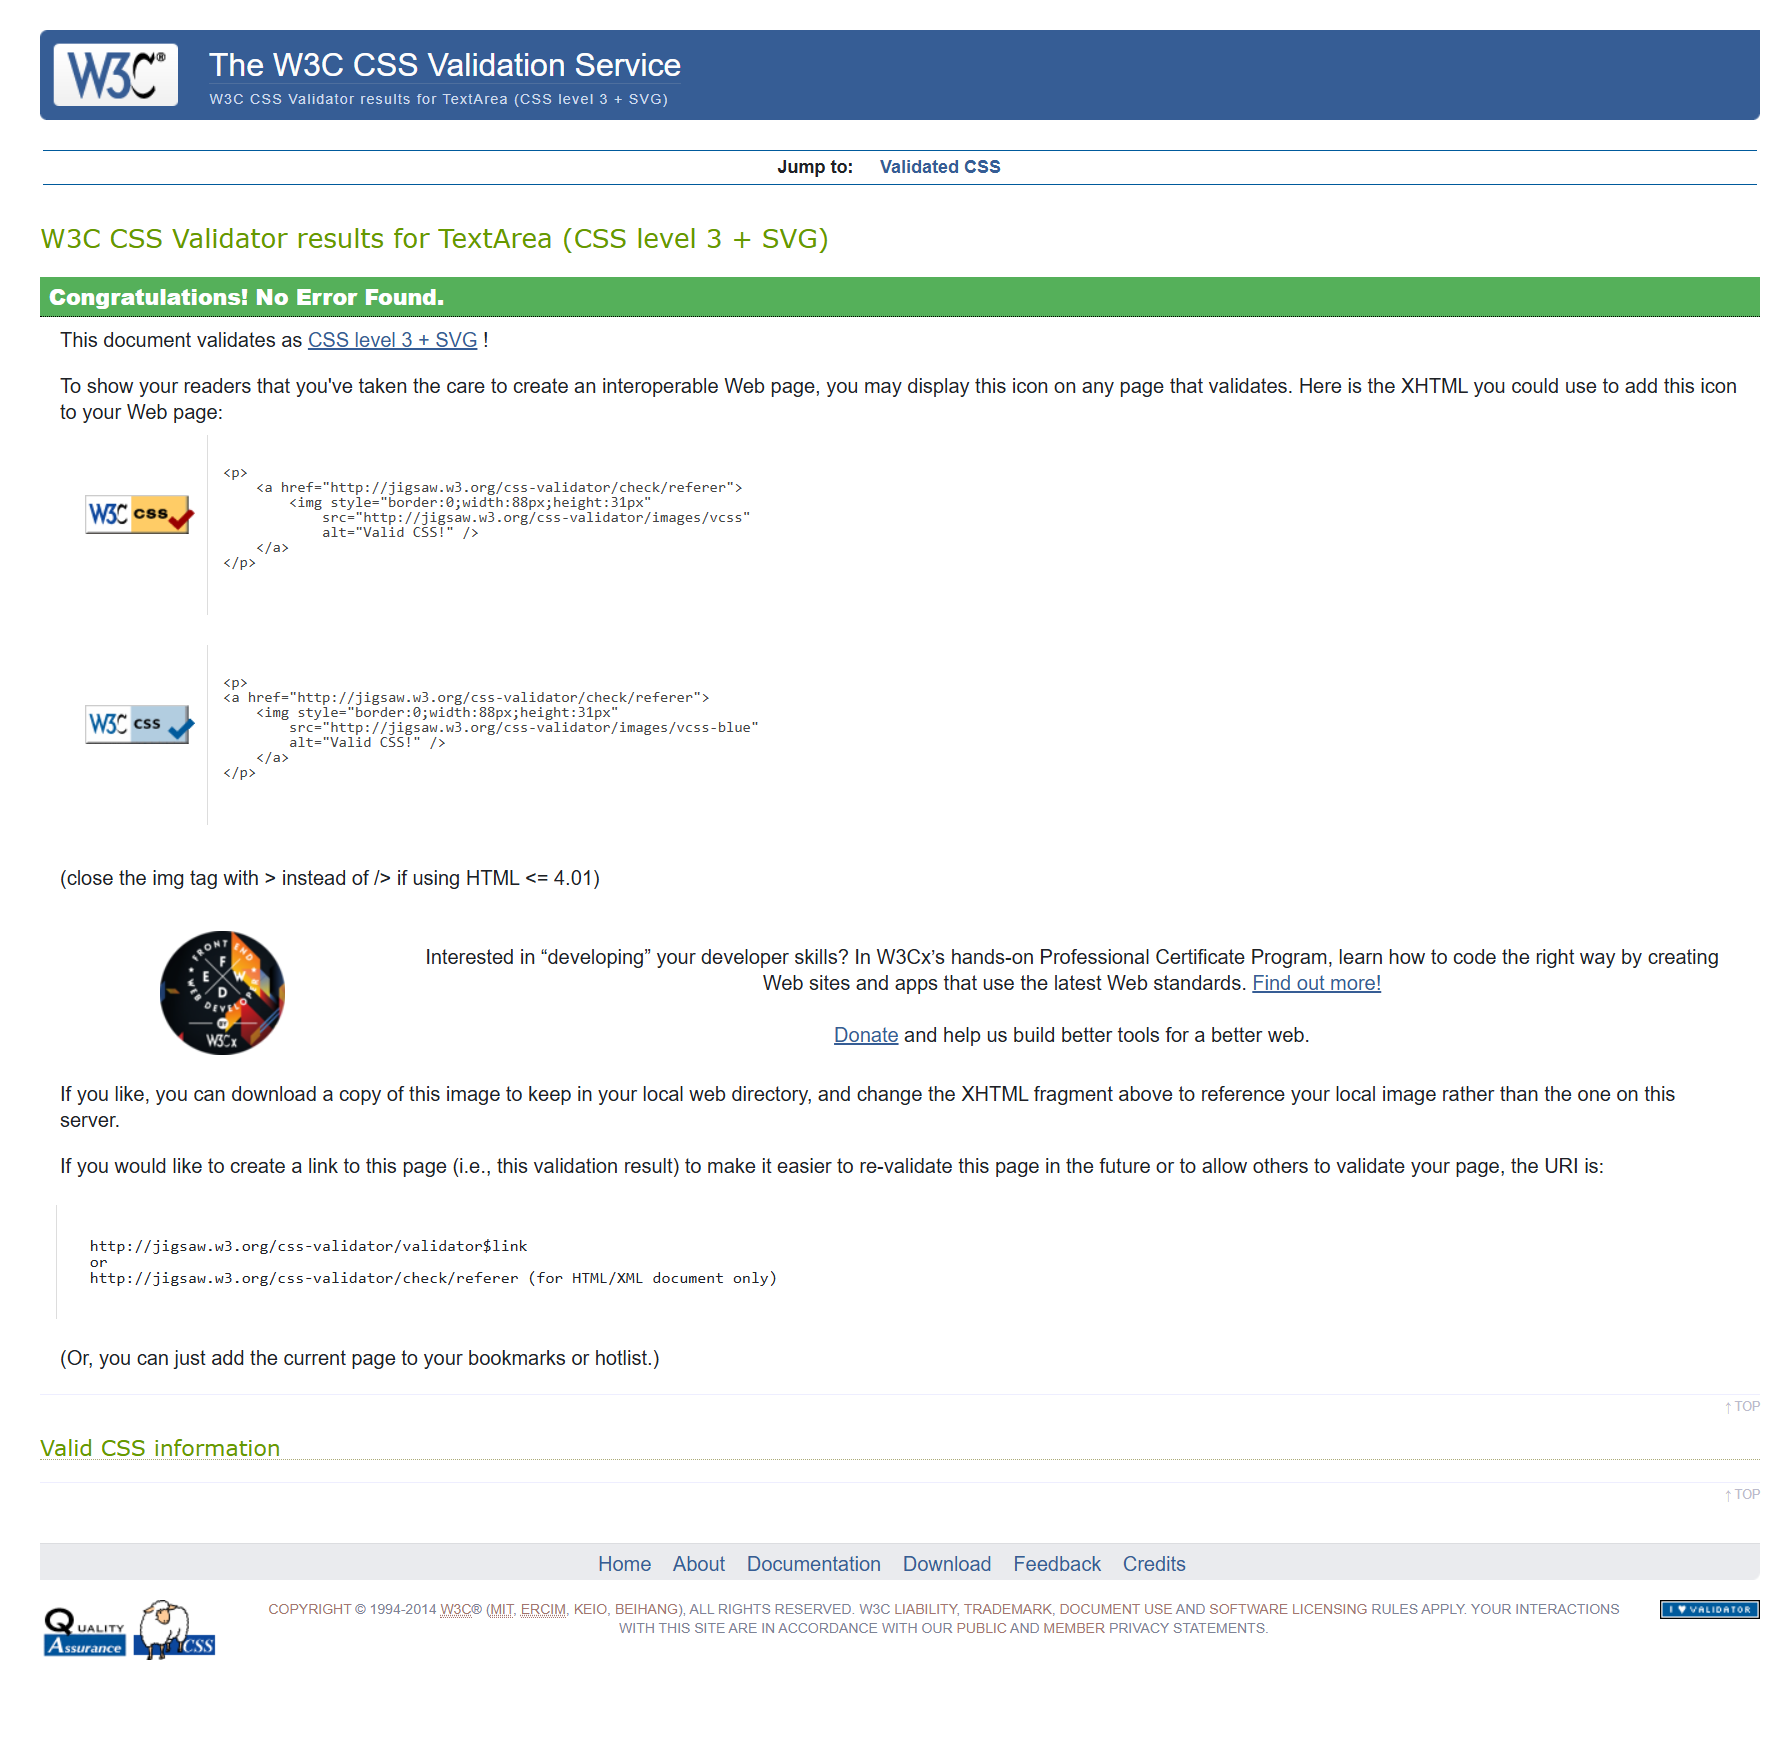 W3C®
The W3C CSS Validation Service
W3C CSS Validator results for TextArea (CSS level 3 + SVG)
Jump to: Validated CSS
W3C CSS Validator results for TextArea (CSS level 3 + SVG)
Congratulations! No Error Found.
This document validates as CSS level 3 + SVG !
To show your readers that you've taken the care to create an interoperable Web page, you may display this icon on any page that validates. Here is the XHTML you could use to add this icon
to your Web page:
W3C css
<p>
<a href="http://jigsaw.w3.org/css-validator/check/referer">
<img style="border:0;width:88px;height:31px"
src="http://jigsaw.w3.org/css-validator/images/vcss"
alt="Valid CSS!" />
</a>
</p>
W3C css
<p>
<a href="http://jigsaw.w3.org/css-validator/check/referer">
<img style="border:0;width:88px;height:31px"
src="http://jigsaw.w3.org/css-validator/images/vcss-blue"
alt="Valid CSS!" />
</a>
</p>
(close the img tag with > instead of /> if using HTML <= 4.01)
FRONT END
F
E W
D
WEB DEVELOPER
BY
W3Cx
Interested in “developing” your developer skills? In W3Cx’s hands-on Professional Certificate Program, learn how to code the right way by creating
Web sites and apps that use the latest Web standards. Find out more!
Donate and help us build better tools for a better web.
If you like, you can download a copy of this image to keep in your local web directory, and change the XHTML fragment above to reference your local image rather than the one on this
server.
If you would like to create a link to this page (i.e., this validation result) to make it easier to re-validate this page in the future or to allow others to validate your page, the URI is:
http://jigsaw.w3.org/css-validator/validator$link
or
http://jigsaw.w3.org/css-validator/check/referer (for HTML/XML document only)
(Or, you can just add the current page to your bookmarks or hotlist.)
↑ TOP
Valid CSS information
↑ TOP
Home About Documentation Download Feedback Credits
QUALITY
Assurance
CSS
COPYRIGHT © 1994-2014 W3C® (MIT, ERCIM, KEIO, BEIHANG), ALL RIGHTS RESERVED. W3C LIABILITY, TRADEMARK, DOCUMENT USE AND SOFTWARE LICENSING RULES APPLY. YOUR INTERACTIONS
WITH THIS SITE ARE IN ACCORDANCE WITH OUR PUBLIC AND MEMBER PRIVACY STATEMENTS.
I ♥ VALIDATOR